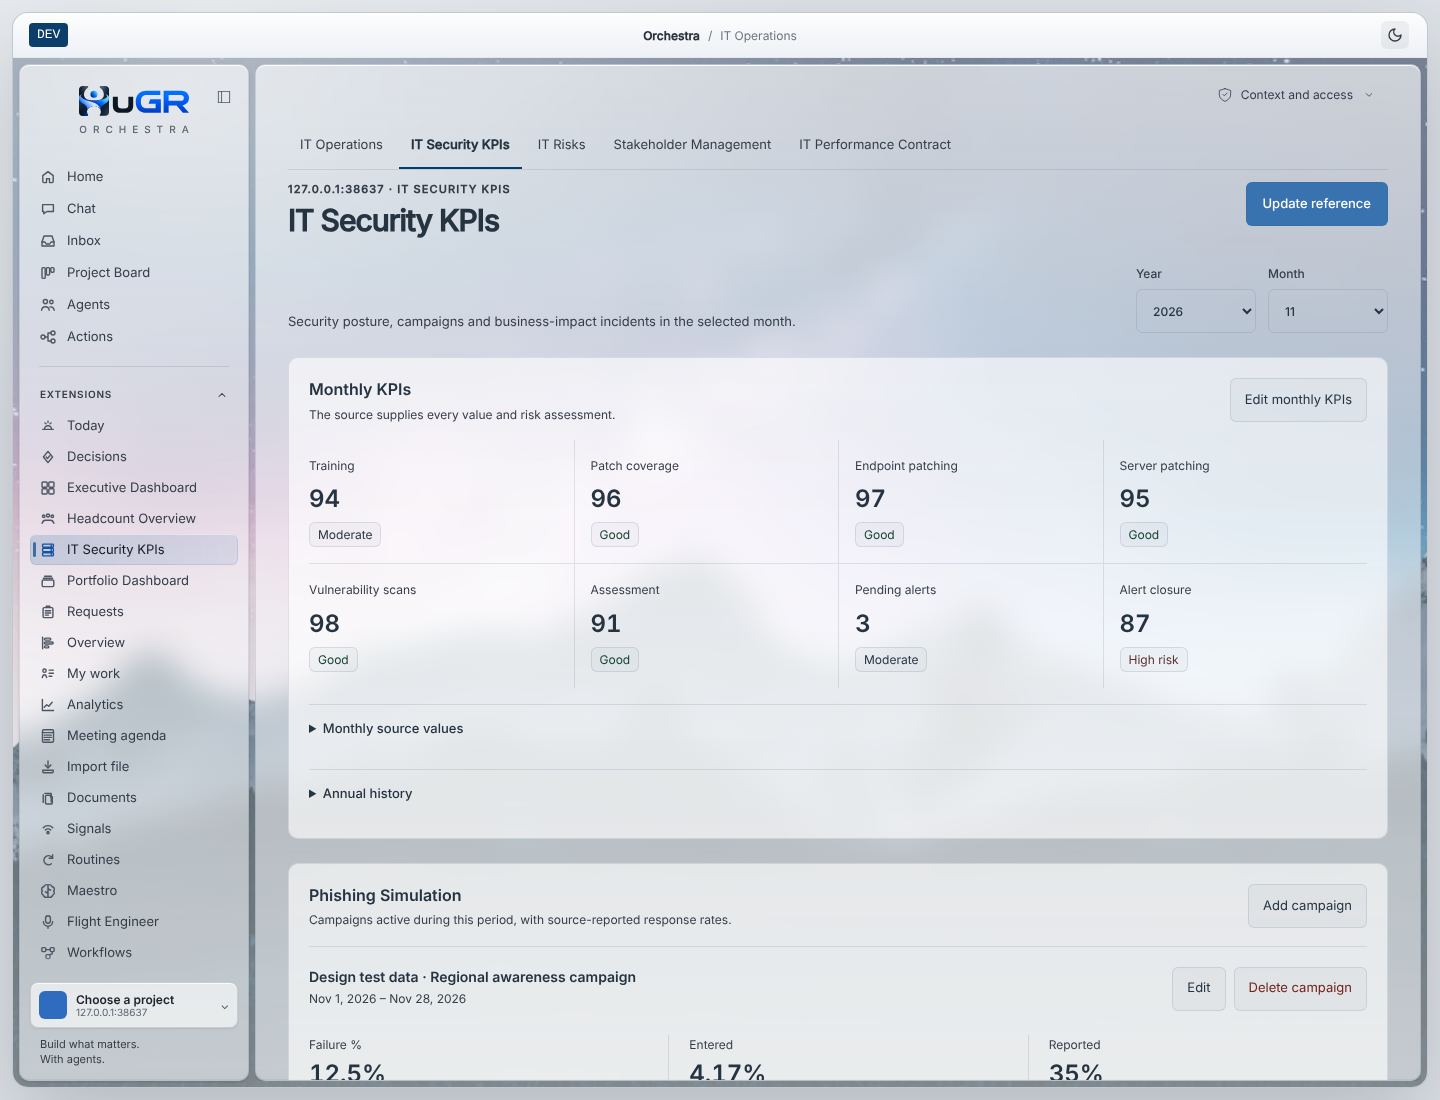 DEV
Orchestra / IT Operations
HuGR
ORCHESTRA
Home
Chat
Inbox
Project Board
Agents
Actions
EXTENSIONS
Today
Decisions
Executive Dashboard
Headcount Overview
IT Security KPIs
Portfolio Dashboard
Requests
Overview
My work
Analytics
Meeting agenda
Import file
Documents
Signals
Routines
Maestro
Flight Engineer
Workflows
Choose a project
127.0.0.1:38637
Build what matters.
With agents.
Context and access
IT Operations IT Security KPIs IT Risks Stakeholder Management IT Performance Contract
127.0.0.1:38637 · IT SECURITY KPIS
IT Security KPIs
Update reference
Year Month
2026 11
Security posture, campaigns and business-impact incidents in the selected month.
Monthly KPIs
The source supplies every value and risk assessment.
Edit monthly KPIs
Training Patch coverage Endpoint patching Server patching
94 96 97 95
Moderate Good Good Good
Vulnerability scans Assessment Pending alerts Alert closure
98 91 3 87
Good Good Moderate High risk
Monthly source values
Annual history
Phishing Simulation
Campaigns active during this period, with source-reported response rates.
Add campaign
Design test data · Regional awareness campaign
Nov 1, 2026 – Nov 28, 2026
Edit Delete campaign
Failure % Entered Reported
12.5% 4.17% 35%